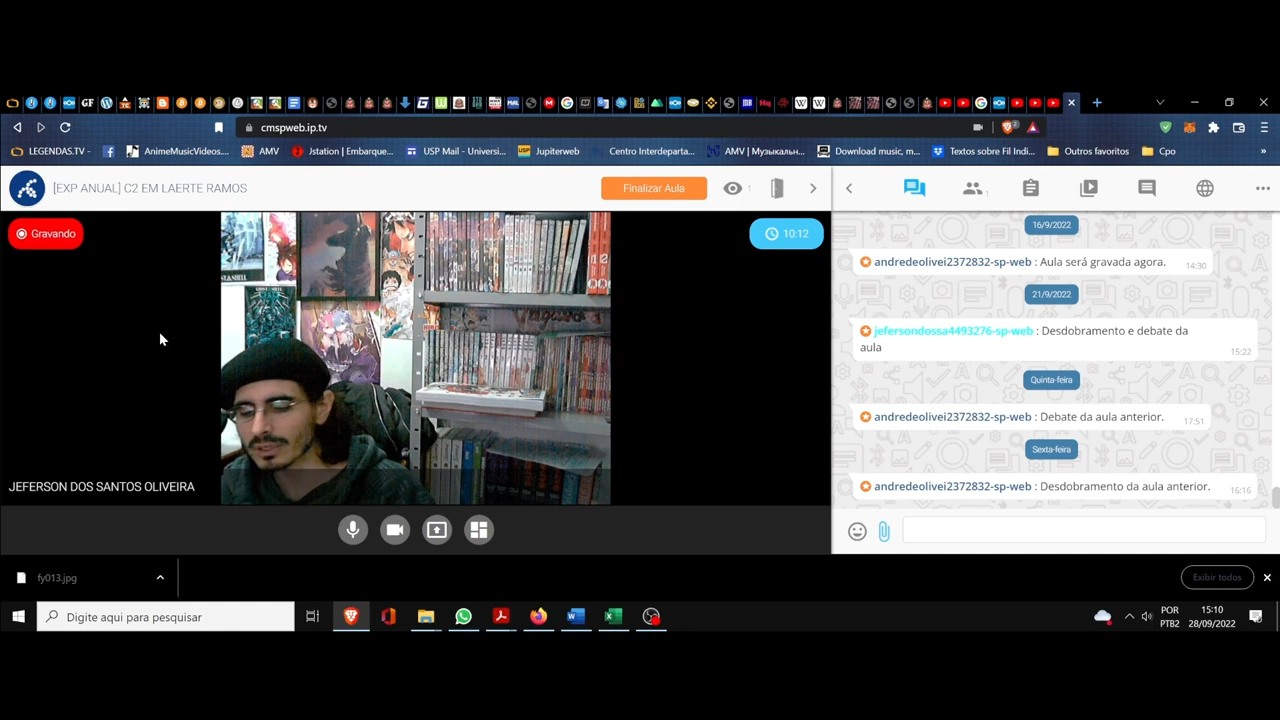 cmspweb.ip.tv
LEGENDAS.TV -
AnimeMusicVideos....
AMV
Jstation | Embarque...
USP Mail - Universi...
Jupiterweb
Centro Interdeparta...
AMV | Музыкальн...
Download music, m...
Textos sobre Fil Indi...
Outros favoritos
Cpo
[EXP ANUAL] C2 EM LAERTE RAMOS
Finalizar Aula
1
1
Gravando
10:12
JEFERSON DOS SANTOS OLIVEIRA
16/9/2022
andredeolivei2372832-sp-web : Aula será gravada agora.
14:30
21/9/2022
jefersondossa4493276-sp-web : Desdobramento e debate da
aula
15:22
Quinta-feira
andredeolivei2372832-sp-web : Debate da aula anterior.
17:51
Sexta-feira
andredeolivei2372832-sp-web : Desdobramento da aula anterior.
16:16
fy013.jpg
Exibir todos
Digite aqui para pesquisar
POR
PTB2
15:10
28/09/2022